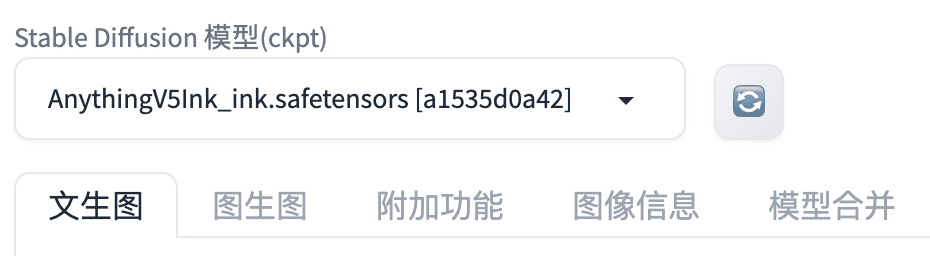 Stable Diffusion 模型(ckpt)
AnythingV5Ink_ink.safetensors [a1535d0a42]
文生图 图生图 附加功能 图像信息 模型合并